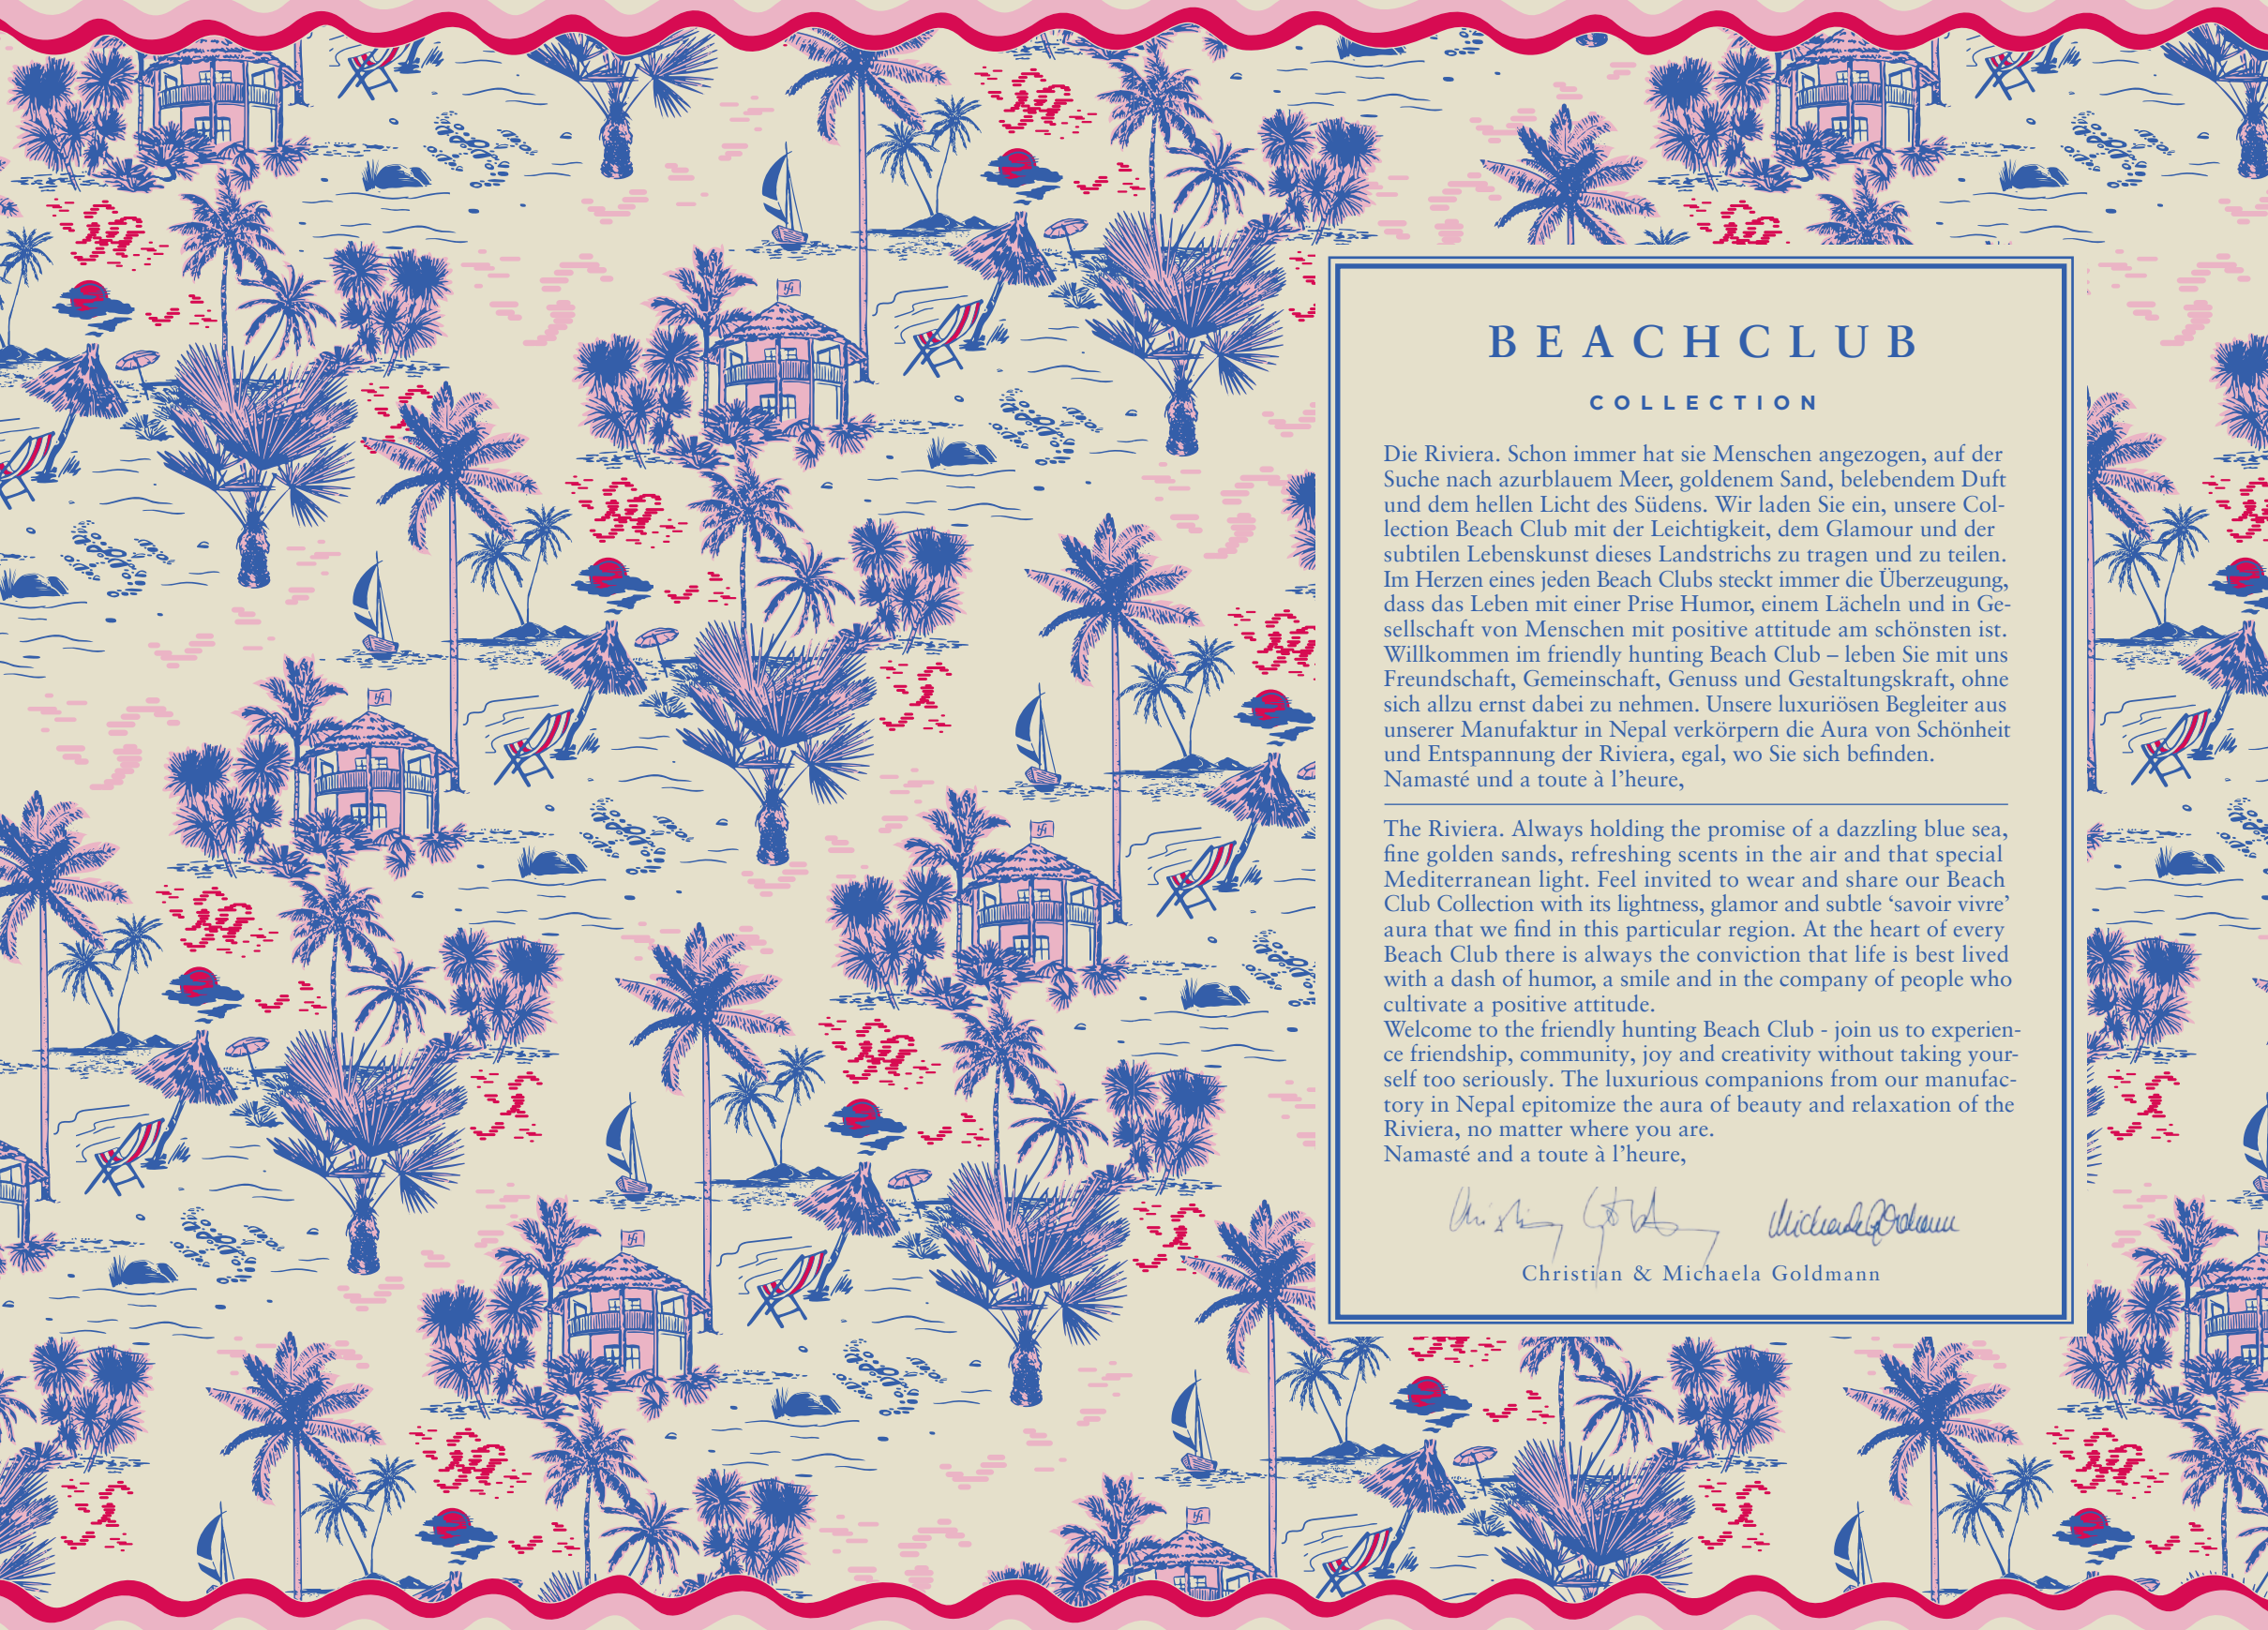 BEACHCLUB
COLLECTION
Die Riviera. Schon immer hat sie Menschen angezogen, auf der
Suche nach azurblauem Meer, goldenem Sand, belebendem Duft
und dem hellen Licht des Südens. Wir laden Sie ein, unsere Col-
lection Beach Club mit der Leichtigkeit, dem Glamour und der
subtilen Lebenskunst dieses Landstrichs zu tragen und zu teilen.
Im Herzen eines jeden Beach Clubs steckt immer die Überzeugung,
dass das Leben mit einer Prise Humor, einem Lächeln und in Ge-
sellschaft von Menschen mit positive attitude am schönsten ist.
Willkommen im friendly hunting Beach Club – leben Sie mit uns
Freundschaft, Gemeinschaft, Genuss und Gestaltungskraft, ohne
sich allzu ernst dabei zu nehmen. Unsere luxuriösen Begleiter aus
unserer Manufaktur in Nepal verkörpern die Aura von Schönheit
und Entspannung der Riviera, egal, wo Sie sich befinden.
Namasté und a toute à l’heure,
The Riviera. Always holding the promise of a dazzling blue sea,
fine golden sands, refreshing scents in the air and that special
Mediterranean light. Feel invited to wear and share our Beach
Club Collection with its lightness, glamor and subtle ‘savoir vivre’
aura that we find in this particular region. At the heart of every
Beach Club there is always the conviction that life is best lived
with a dash of humor, a smile and in the company of people who
cultivate a positive attitude.
Welcome to the friendly hunting Beach Club - join us to experien-
ce friendship, community, joy and creativity without taking your-
self too seriously. The luxurious companions from our manufac-
tory in Nepal epitomize the aura of beauty and relaxation of the
Riviera, no matter where you are.
Namasté and a toute à l’heure,
Christian & Michaela Goldmann